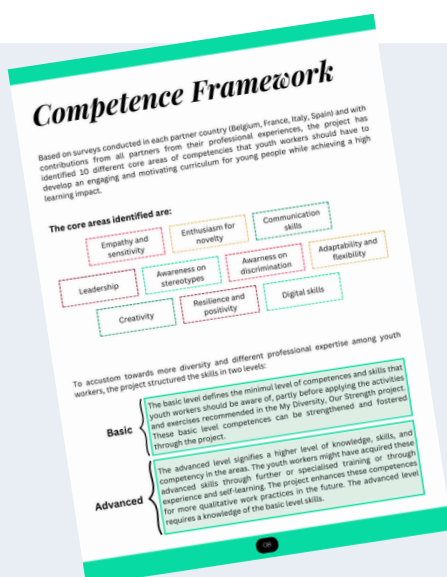 Competence Framework
Based on surveys conducted in each partner country (Belgium, France, Italy, Spain) and with
contributions from all partners from their professional experiences, the project has
identified 10 different core areas of competencies that youth workers should have to
develop an engaging and motivating curriculum for young people while achieving a high
learning impact.
The core areas identified are:
Empathy and
sensitivity
Enthusiasm for
novelty
Communication
skills
Leadership
Awareness on
stereotypes
Awarness on
discrimination
Adaptability and
flexibility
Creativity
Resilience and
positivity
Digital skills
To accustom towards more diversity and different professional expertise among youth
workers, the project structured the skills in two levels:
Basic
The basic level defines the minimul level of competences and skills that
youth workers should be aware of, partly before applying the activities
and exercises recommended in the My Diversity, Our Strength project.
These basic level competences can be strengthened and fostered
through the project.
Advanced
The advanced level signifies a higher level of knowledge, skills, and
competency in the areas. The youth workers might have acquired these
advanced skills through further or specialised training or through
experience and self-learning. The project enhances these competences
for more qualitative work practices in the future. The advanced level
requires a knowledge of the basic level skills.
08